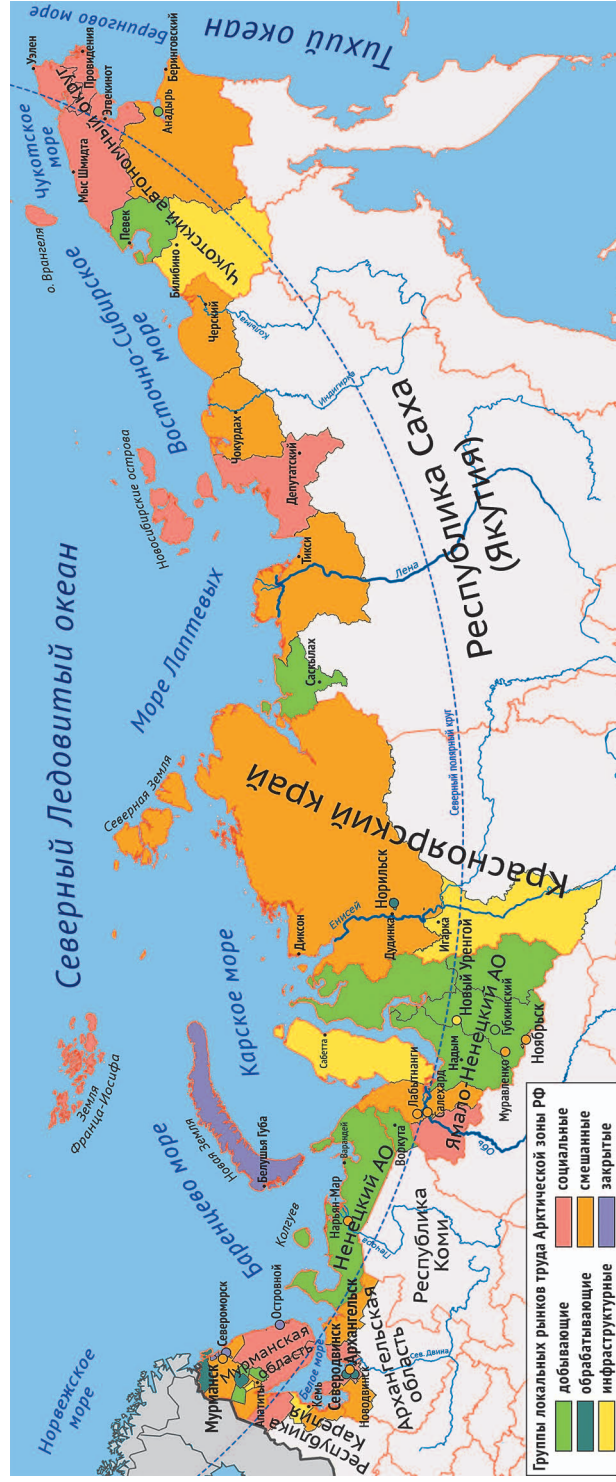 Северный Ледовитый океан
Норвежское
море
Баренцево море
Карское море
Море Лаптевых
Восточно-Сибирское
море
Чукотское
море
Берингово море
Тихий океан
Белое море
Земля
Франца-Иосифа
Новая Земля
Белушья Губа
Колгуев
Северная Земля
Новосибирские острова
о. Врангеля
Мурманск
Североморск
Островной
Мурманская
область
Апатиты
Республика
Карелия
Кемь
Северодвинск
Архангельск
Новодвинск
Архангельская
область
Сев. Двина
Нарьян-Мар
Варандей
Ненецкий АО
Печора
Республика
Коми
Воркута
Сабетта
Лабытнанги
Салехард
Обь
Ямало-Ненецкий АО
Надым
Новый Уренгой
Губкинский
Муравленко
Ноябрьск
Диксон
Енисей
Дудинка
Норильск
Игарка
Красноярский край
Северный полярный круг
Саскылах
Тикси
Лена
Республика Саха
(Якутия)
Депутатский
Чокурдах
Индигирка
Черский
Колыма
Билибино
Певек
Чукотский автономный округ
Мыс Шмидта
Эгвекинот
Провидения
Уэлен
Анадырь
Беринговский
Группы локальных рынков труда Арктической зоны РФ
добывающие
обрабатывающие
инфраструктурные
социальные
смешанные
закрытые